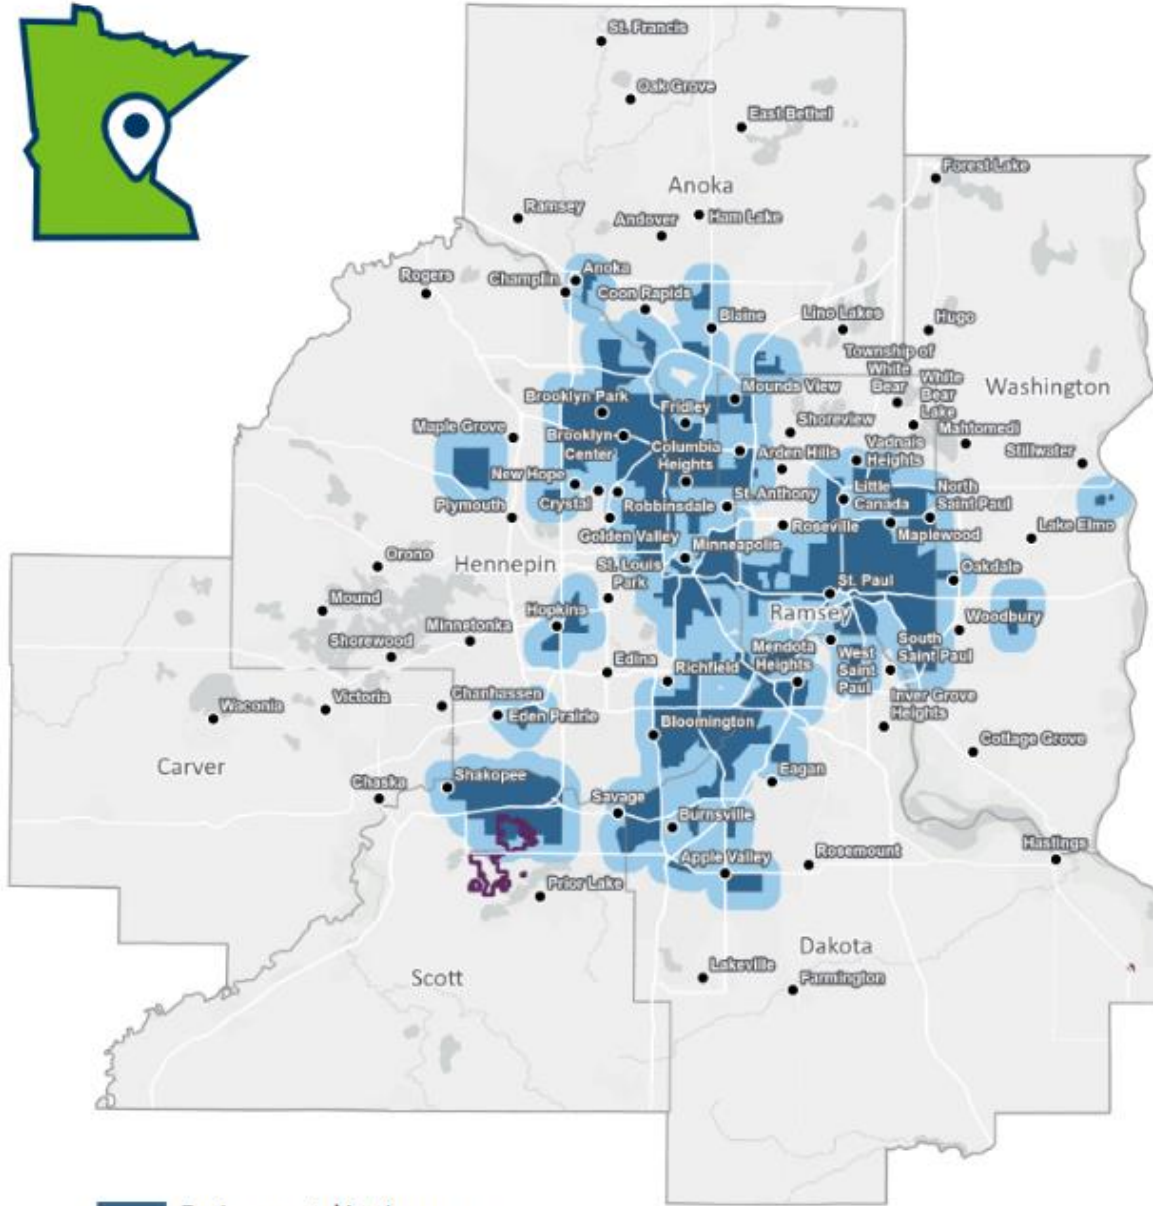 St. Francis
Oak Grove
East Bethel
Forest Lake
Anoka
Ramsey
Andover
Ham Lake
Rogers
Champlin
Anoka
Coon Rapids
Blaine
Lino Lakes
Hugo
Township of
White
Bear
White
Bear
Lake
Washington
Mounds View
Brooklyn Park
Fridley
Shoreview
Mahtomedi
Maple Grove
Brooklyn
Center
Columbia
Heights
Arden Hills
Vadnais
Heights
Stillwater
New Hope
Crystal
Robbinsdale
St. Anthony
Little
Canada
North
Saint Paul
Plymouth
Golden Valley
Roseville
Maplewood
Lake Elmo
Minneapolis
Orono
Hennepin
St. Louis
Park
St. Paul
Oakdale
Mound
Hopkins
Ramsey
Woodbury
Shorewood
Minnetonka
Edina
Richfield
Mendota
Heights
West
Saint
Paul
South
Saint Paul
Waconia
Victoria
Chanhassen
Eden Prairie
Bloomington
Inver Grove
Heights
Cottage Grove
Carver
Chaska
Shakopee
Savage
Eagan
Burnsville
Apple Valley
Rosemount
Hastings
Prior Lake
Dakota
Scott
Lakeville
Farmington